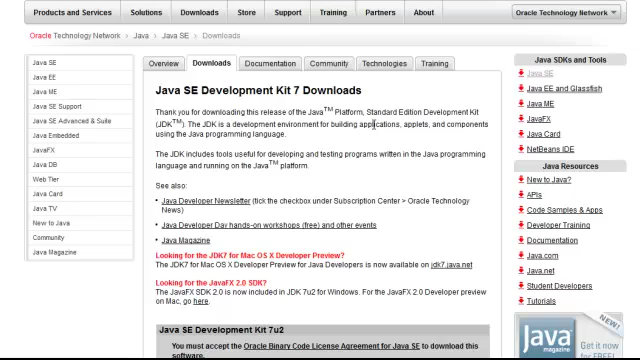 Products and Services Solutions Downloads Store Support Training Partners About Oracle Technology Network
Oracle Technology Network > Java > Java SE > Downloads
Java SE
Java EE
Java ME
Java SE Support
Java SE Advanced & Suite
Java Embedded
JavaFX
Java DB
Web Tier
Java Card
Java TV
New to Java
Community
Java Magazine
Overview Downloads Documentation Community Technologies Training
Java SE Development Kit 7 Downloads
Thank you for downloading this release of the Java™ Platform, Standard Edition Development Kit
(JDK™). The JDK is a development environment for building applications, applets, and components
using the Java programming language.
The JDK includes tools useful for developing and testing programs written in the Java programming
language and running on the Java™ platform.
See also:
• Java Developer Newsletter (tick the checkbox under Subscription Center > Oracle Technology
News)
• Java Developer Day hands-on workshops (free) and other events
• Java Magazine
Looking for the JDK7 for Mac OS X Developer Preview?
The JDK7 for Mac OS X Developer Preview for Java Developers is now available on jdk7.java.net
Looking for the JavaFX 2.0 SDK?
The JavaFX SDK 2.0 is now included in JDK 7u2 for Windows. For the JavaFX 2.0 Developer preview
on Mac, go here.
Java SE Development Kit 7u2
You must accept the Oracle Binary Code License Agreement for Java SE to download this
software.
Java SDKs and Tools
Java SE
Java EE and Glassfish
Java ME
JavaFX
Java Card
NetBeans IDE
Java Resources
New to Java?
APIs
Code Samples & Apps
Developer Training
Documentation
Java.com
Java.net
Student Developers
Tutorials
NEW!
Java
magazine
Get it now
for FREE!